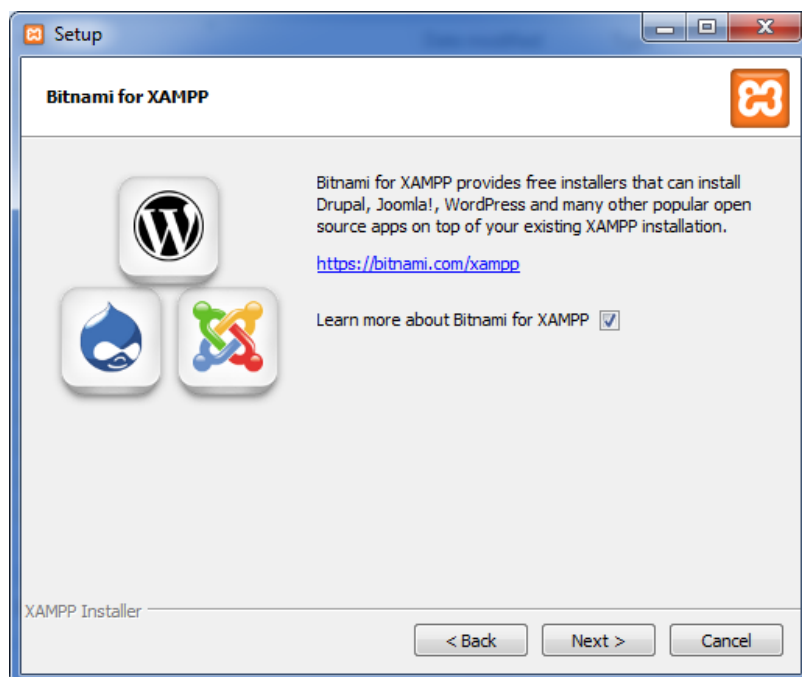 Setup
Bitnami for XAMPP
Bitnami for XAMPP provides free installers that can install
Drupal, Joomla!, WordPress and many other popular open
source apps on top of your existing XAMPP installation.
https://bitnami.com/xampp
Learn more about Bitnami for XAMPP
XAMPP Installer
< Back
Next >
Cancel